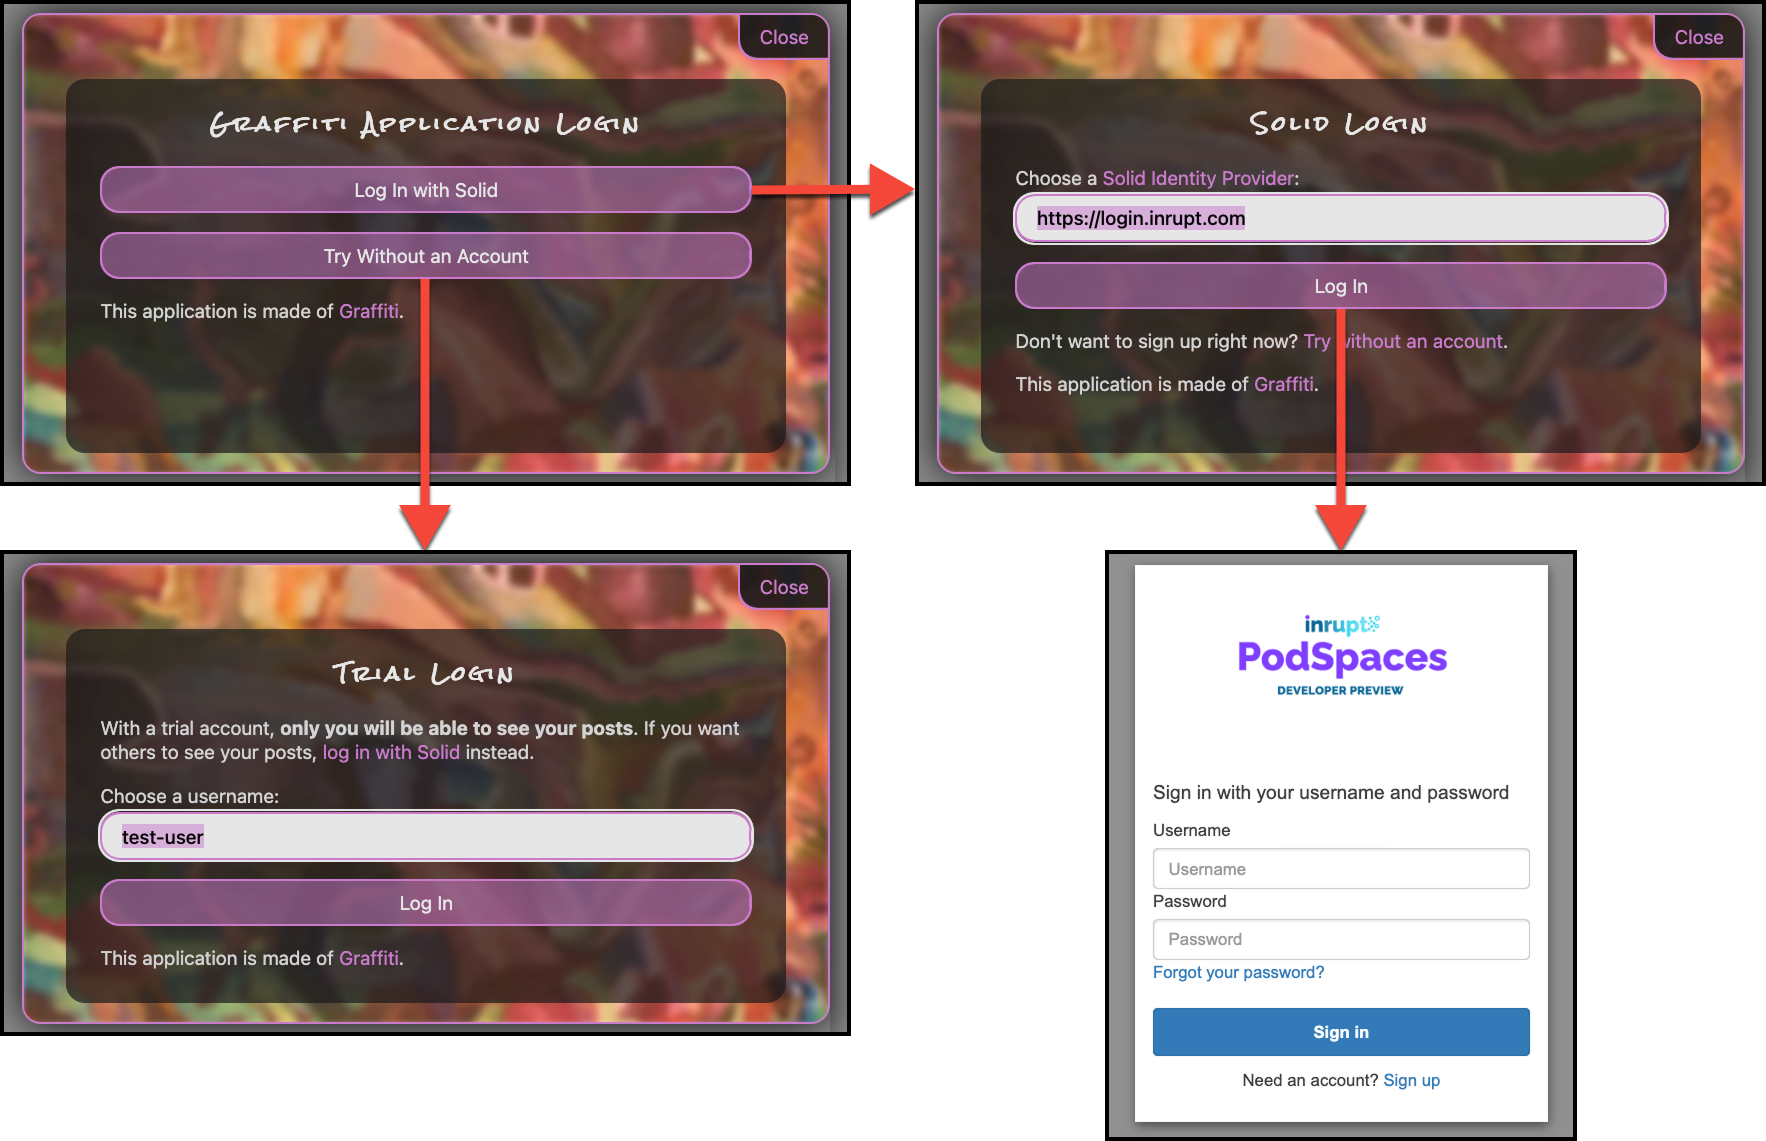 Close
Graffiti Application Login
Log In with Solid
Try Without an Account
This application is made of Graffiti.
Close
Solid Login
Choose a Solid Identity Provider:
https://login.inrupt.com
Log In
Don't want to sign up right now? Try without an account.
This application is made of Graffiti.
Close
Trial Login
With a trial account, only you will be able to see your posts. If you want
others to see your posts, log in with Solid instead.
Choose a username:
test-user
Log In
This application is made of Graffiti.
inrupt
PodSpaces
DEVELOPER PREVIEW
Sign in with your username and password
Username
Username
Password
Password
Forgot your password?
Sign in
Need an account? Sign up